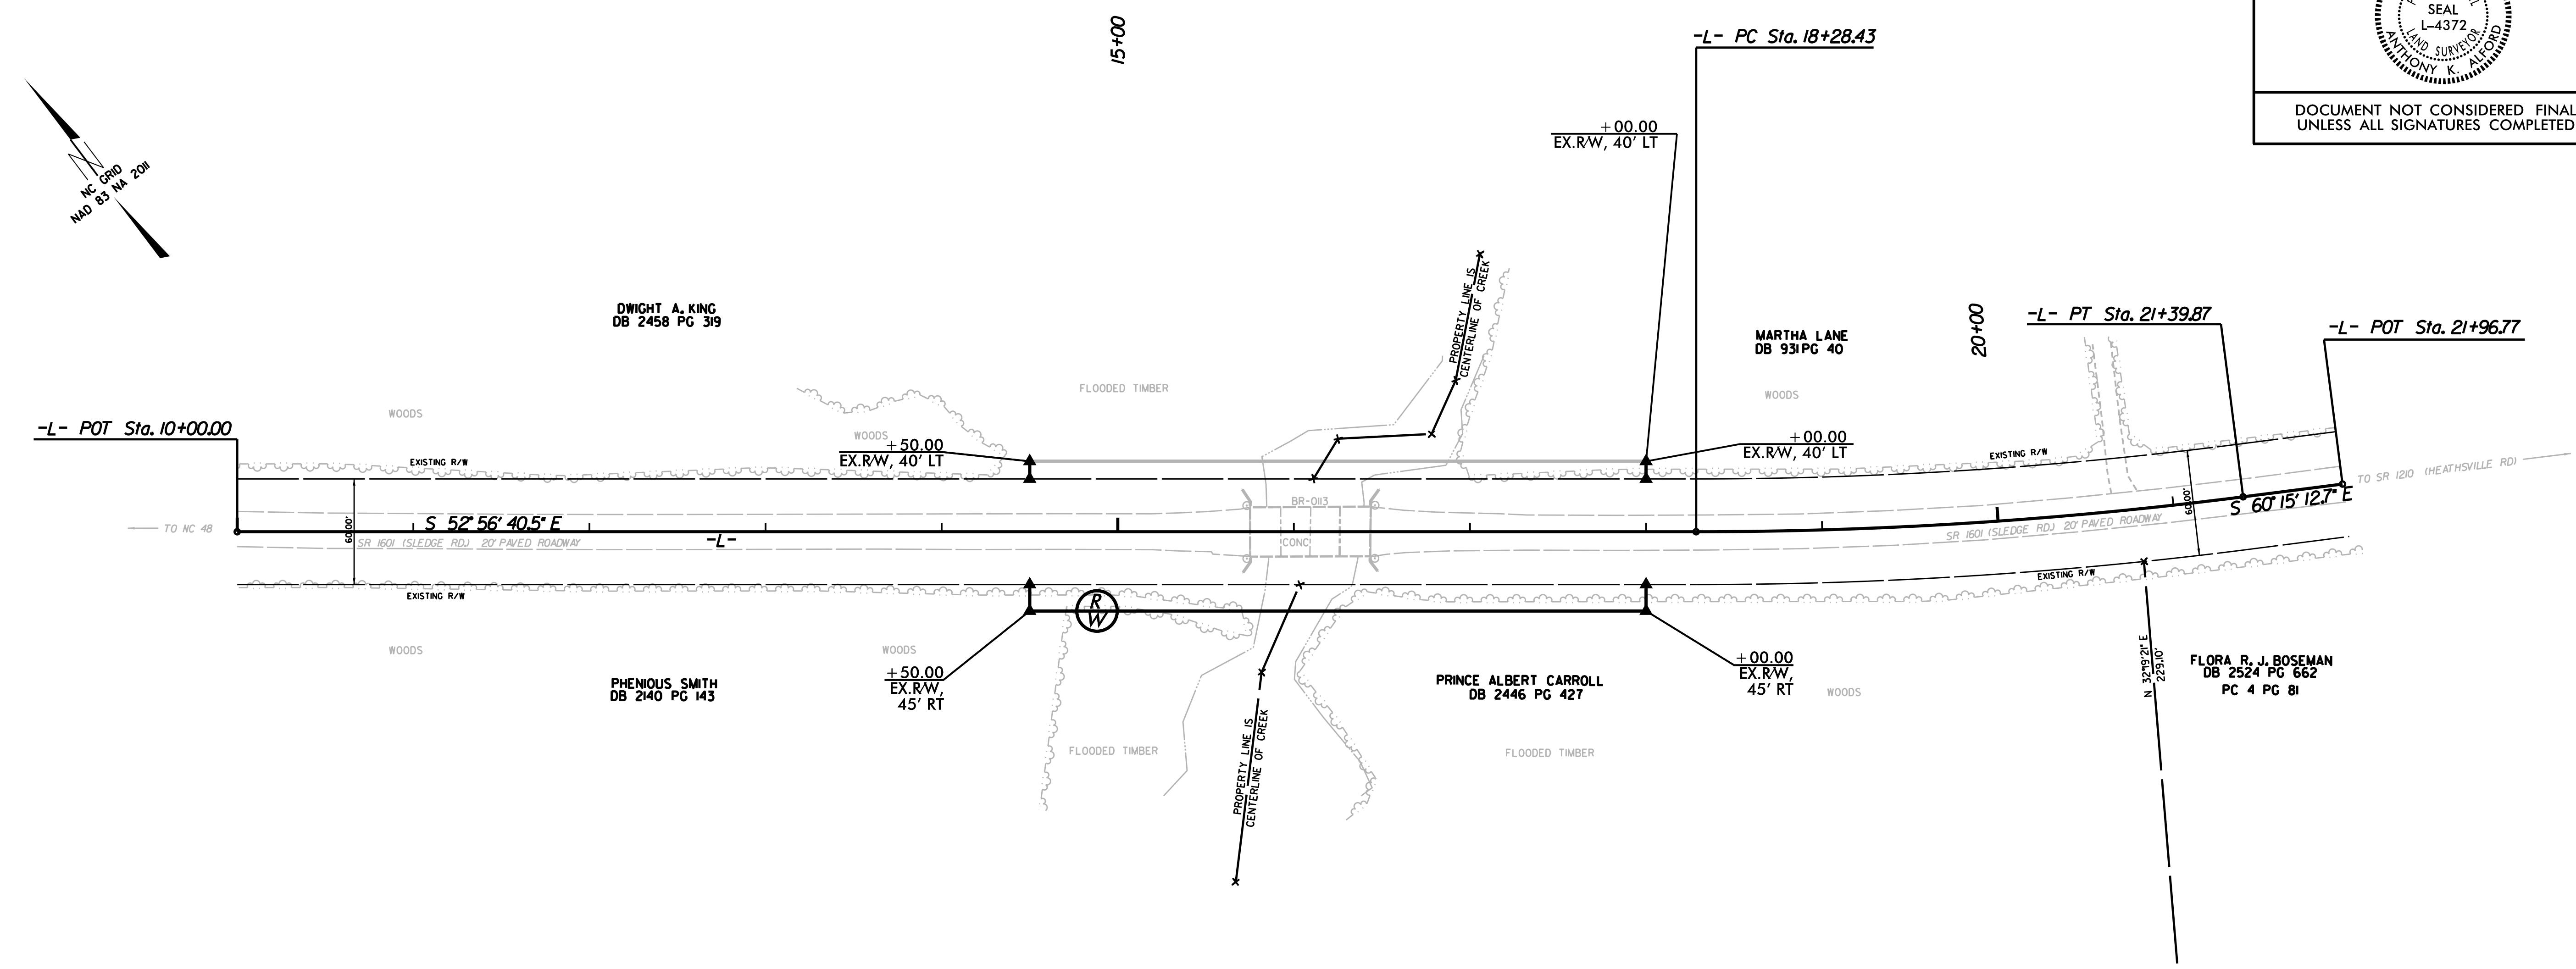 SEAL
L-4372
LAND SURVEYOR
ANTHONY K. ALFORD
DOCUMENT NOT CONSIDERED FINAL
UNLESS ALL SIGNATURES COMPLETED
15+00
-L- PC Sta. 18+28.43
+00.00
EX.R/W, 40' LT
NC GRID
NAD 83 NA 2011
DWIGHT A. KING
DB 2458 PG 319
PROPERTY LINE IS
CENTERLINE OF CREEK
MARTHA LANE
DB 931 PG 40
20+00
-L- PT Sta. 21+39.87
-L- POT Sta. 21+96.77
FLOODED TIMBER
WOODS
WOODS
WOODS
-L- POT Sta. 10+00.00
+50.00
EX.R/W, 40' LT
+00.00
EX.R/W, 40' LT
EXISTING R/W
EXISTING R/W
TO SR 1210 (HEATHSVILLE RD)
BR-0113
CONC
TO NC 48
60.00'
S 52° 56' 40.5" E
SR 1601 (SLEDGE RD.) 20' PAVED ROADWAY
-L-
60.00'
S 60° 15' 12.7" E
SR 1601 (SLEDGE RD.) 20' PAVED ROADWAY
EXISTING R/W
EXISTING R/W
R
W
WOODS
WOODS
+50.00
EX.R/W,
45' RT
+00.00
EX.R/W,
45' RT
PHENIOUS SMITH
DB 2140 PG 143
PRINCE ALBERT CARROLL
DB 2446 PG 427
WOODS
N 32°19'21" E
229.10'
FLORA R. J. BOSEMAN
DB 2524 PG 662
PC 4 PG 81
FLOODED TIMBER
PROPERTY LINE IS
CENTERLINE OF CREEK
FLOODED TIMBER